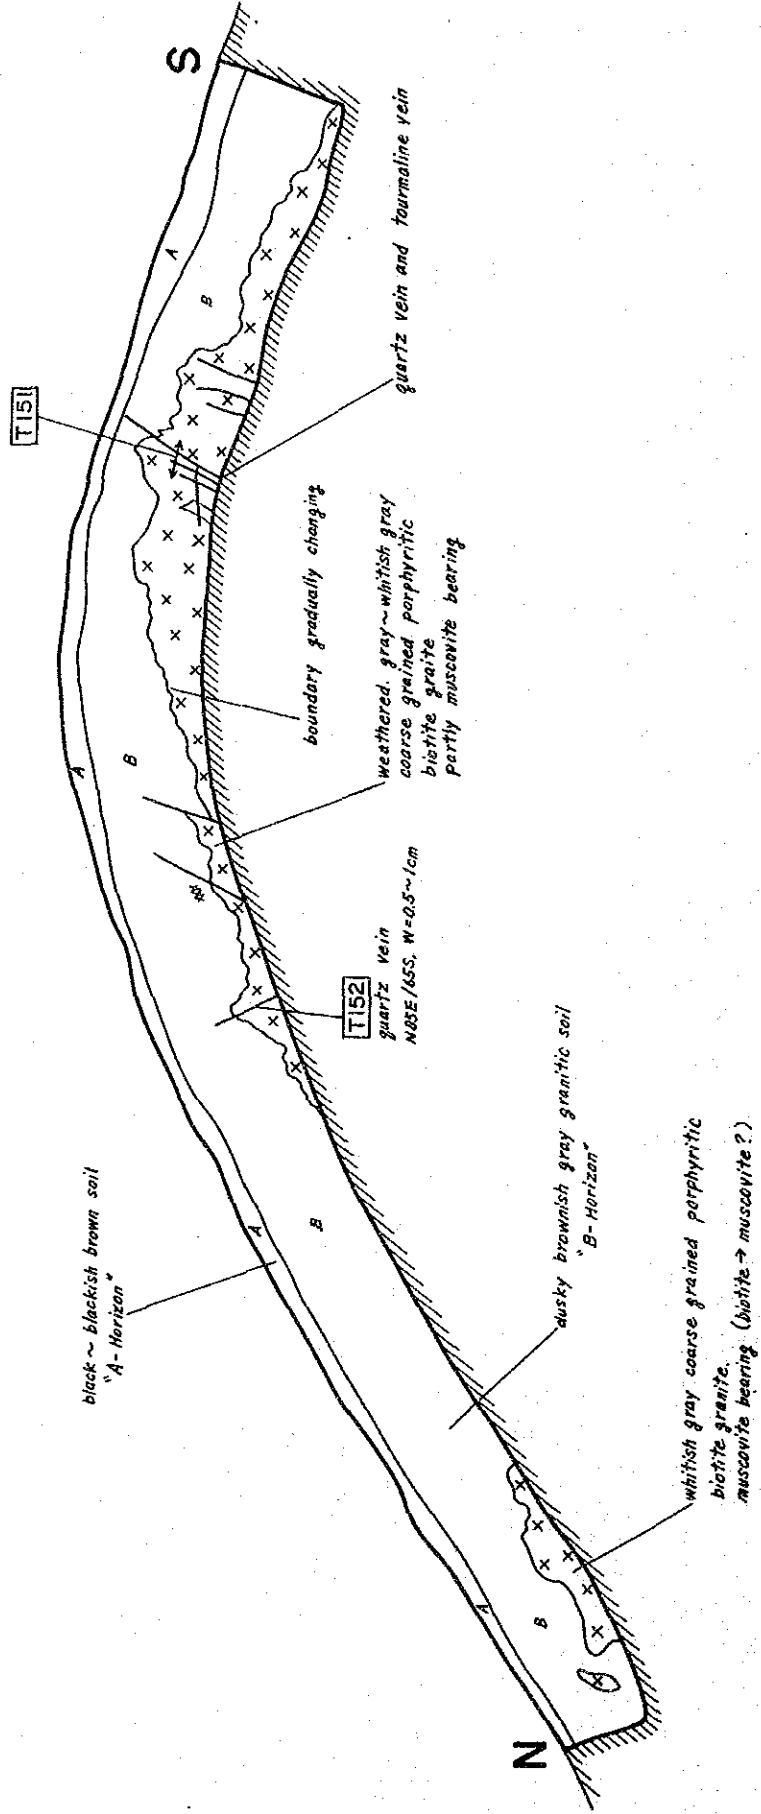 N
S
black ~ blackish brown soil
"A-Horizon"
T151
A
A
A
A
B
B
B
B
quartz vein and tourmaline vein
boundary gradually changing
weathered. gray~whitish gray
coarse grained porphyritic
biotite graite
partly muscovite bearing
T152
quartz vein
N85E/65S, W=0.5~1cm
dusky brownish gray granitic soil
"B-Horizon"
whitish gray coarse grained porphyritic
biotite granite.
muscovite bearing (biotite → muscovite?)